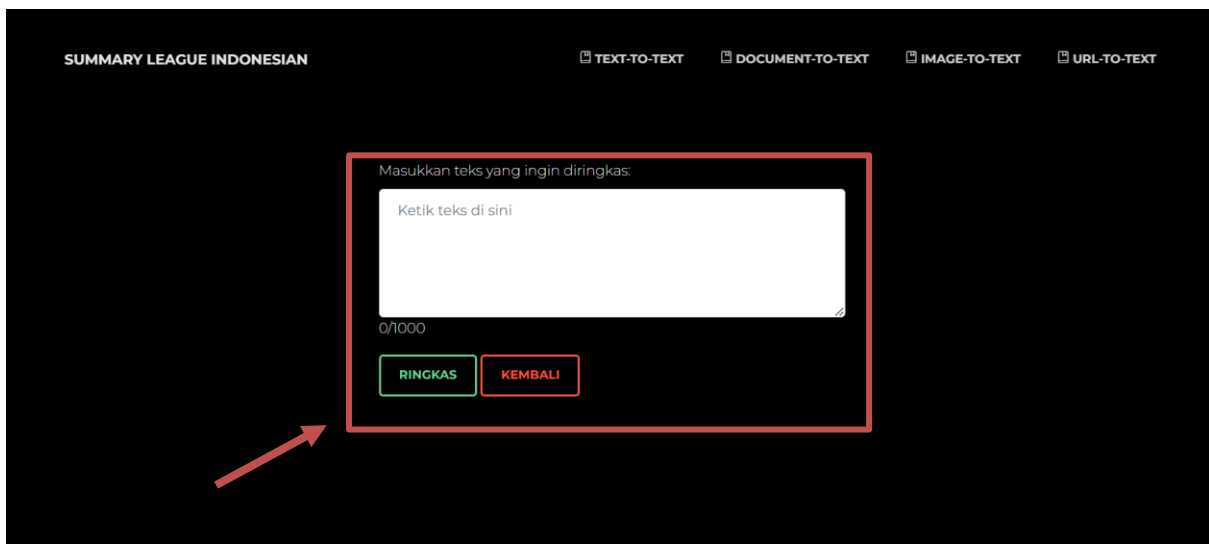 SUMMARY LEAGUE INDONESIAN TEXT-TO-TEXT DOCUMENT-TO-TEXT IMAGE-TO-TEXT URL-TO-TEXT
Masukkan teks yang ingin diringkas:
Ketik teks di sini
0/1000
RINGKAS KEMBALI